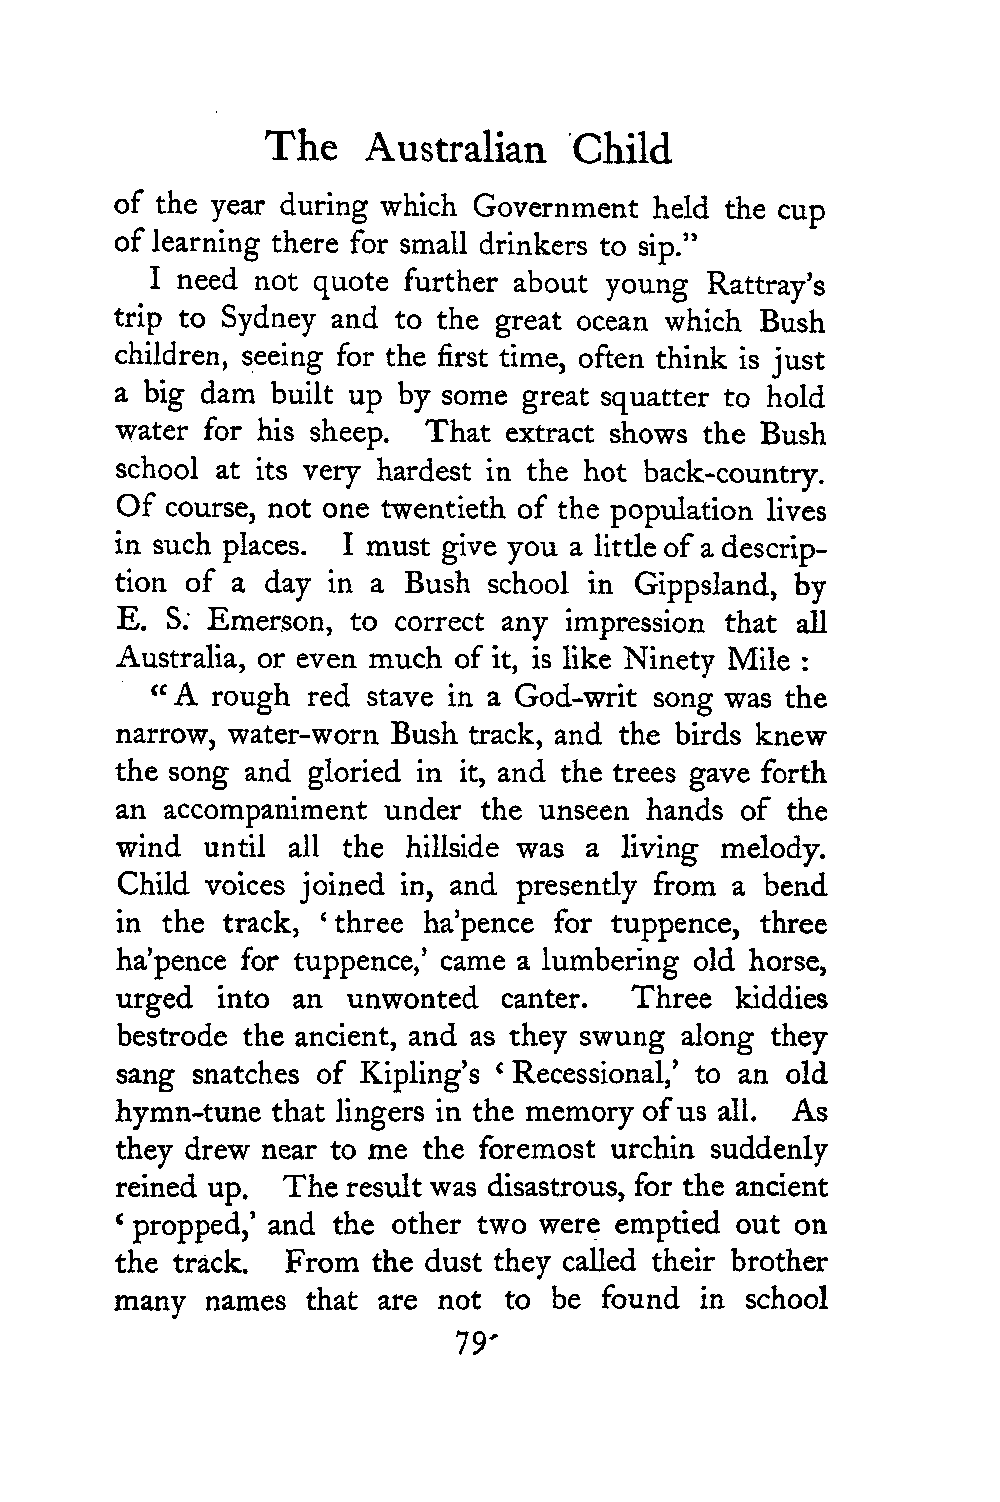 The Australian Child
of the year during which Government held the cup
of learning there for small drinkers to sip.”
I need not quote further about young Rattray’s
trip to Sydney and to the great ocean which Bush
children, seeing for the first time, often think is just
a big dam built up by some great squatter to hold
water for his sheep. That extract shows the Bush
school at its very hardest in the hot back-country.
Of course, not one twentieth of the population lives
in such places. I must give you a little of a descrip-
tion of a day in a Bush school in Gippsland, by
E. S. Emerson, to correct any impression that all
Australia, or even much of it, is like Ninety Mile :
“A rough red stave in a God-writ song was the
narrow, water-worn Bush track, and the birds knew
the song and gloried in it, and the trees gave forth
an accompaniment under the unseen hands of the
wind until all the hillside was a living melody.
Child voices joined in, and presently from a bend
in the track, ‘three ha’pence for tuppence, three
ha’pence for tuppence,’ came a lumbering old horse,
urged into an unwonted canter. Three kiddies
bestrode the ancient, and as they swung along they
sang snatches of Kipling’s ‘Recessional,’ to an old
hymn-tune that lingers in the memory of us all. As
they drew near to me the foremost urchin suddenly
reined up. The result was disastrous, for the ancient
‘propped,’ and the other two were emptied out on
the track. From the dust they called their brother
many names that are not to be found in school
79